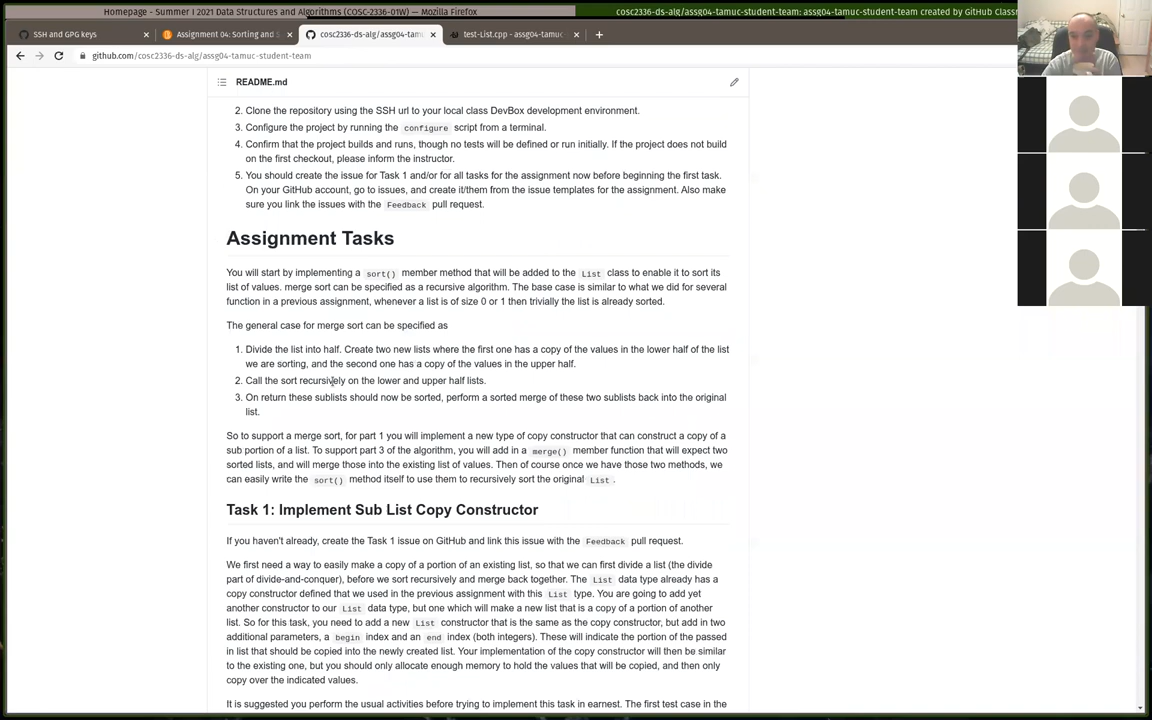 Homepage - Summer I 2021 Data Structures and Algorithms (COSC-2336-01W) — Mozilla Firefox
cosc2336-ds-alg/assg04-tamuc-student-team: assg04-tamuc-student-team created by GitHub Classr
SSH and GPG keys
Assignment 04: Sorting and S
cosc2336-ds-alg/assg04-tam
test-List.cpp - assg04-tamuc-s
github.com/cosc2336-ds-alg/assg04-tamuc-student-team
README.md
2. Clone the repository using the SSH url to your local class DevBox development environment.
3. Configure the project by running the configure script from a terminal.
4. Confirm that the project builds and runs, though no tests will be defined or run initially. If the project does not build
on the first checkout, please inform the instructor.
5. You should create the issue for Task 1 and/or for all tasks for the assignment now before beginning the first task.
On your GitHub account, go to issues, and create it/them from the issue templates for the assignment. Also make
sure you link the issues with the Feedback pull request.
Assignment Tasks
You will start by implementing a sort() member method that will be added to the List class to enable it to sort its
list of values. merge sort can be specified as a recursive algorithm. The base case is similar to what we did for several
function in a previous assignment, whenever a list is of size 0 or 1 then trivially the list is already sorted.
The general case for merge sort can be specified as
1. Divide the list into half. Create two new lists where the first one has a copy of the values in the lower half of the list
we are sorting, and the second one has a copy of the values in the upper half.
2. Call the sort recursively on the lower and upper half lists.
3. On return these sublists should now be sorted, perform a sorted merge of these two sublists back into the original
list.
So to support a merge sort, for part 1 you will implement a new type of copy constructor that can construct a copy of a
sub portion of a list. To support part 3 of the algorithm, you will add in a merge() member function that will expect two
sorted lists, and will merge those into the existing list of values. Then of course once we have those two methods, we
can easily write the sort() method itself to use them to recursively sort the original List .
Task 1: Implement Sub List Copy Constructor
If you haven't already, create the Task 1 issue on GitHub and link this issue with the Feedback pull request.
We first need a way to easily make a copy of a portion of an existing list, so that we can first divide a list (the divide
part of divide-and-conquer), before we sort recursively and merge back together. The List data type already has a
copy constructor defined that we used in the previous assignment with this List type. You are going to add yet
another constructor to our List data type, but one which will make a new list that is a copy of a portion of another
list. So for this task, you need to add a new List constructor that is the same as the copy constructor, but add in two
additional parameters, a begin index and an end index (both integers). These will indicate the portion of the passed
in list that should be copied into the newly created list. Your implementation of the copy constructor will then be similar
to the existing one, but you should only allocate enough memory to hold the values that will be copied, and then only
copy over the indicated values.
It is suggested you perform the usual activities before trying to implement this task in earnest. The first test case in the